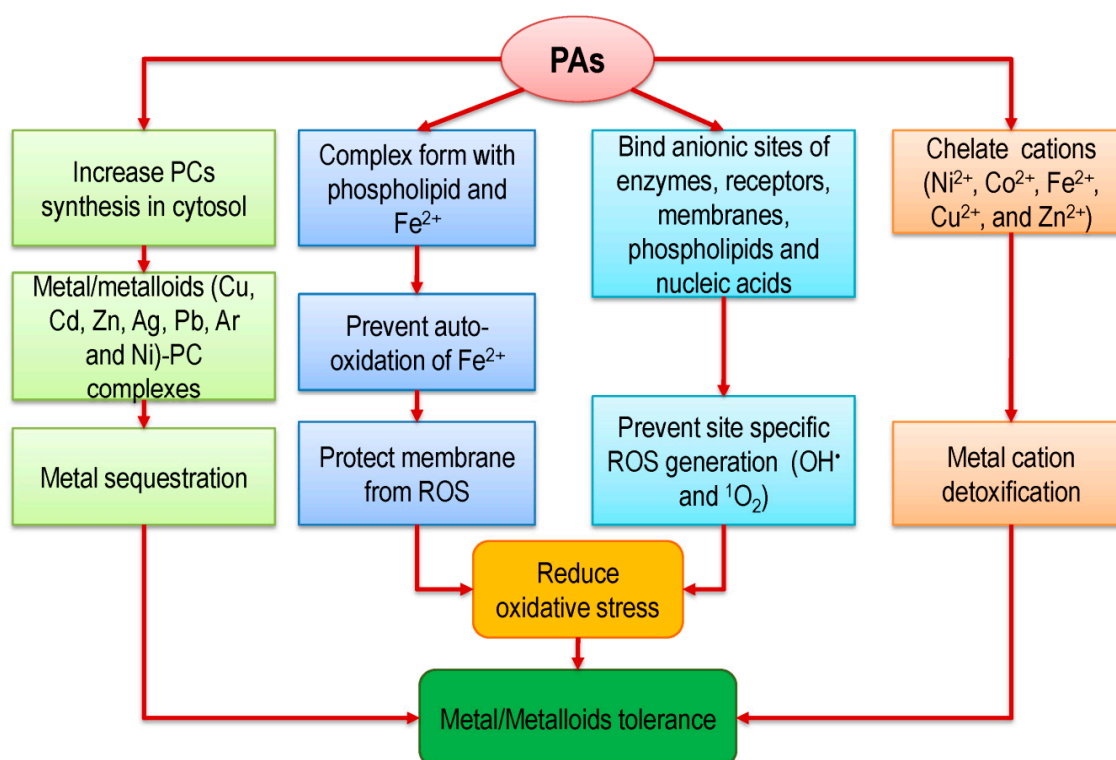 PAs
Increase PCs
synthesis in cytosol
Metal/metalloids (Cu,
Cd, Zn, Ag, Pb, Ar
and Ni)-PC
complexes
Metal sequestration
Complex form with
phospholipid and
Fe²⁺
Prevent auto-
oxidation of Fe²⁺
Protect membrane
from ROS
Bind anionic sites of
enzymes, receptors,
membranes,
phospholipids and
nucleic acids
Prevent site specific
ROS generation (OH•
and ¹O₂)
Chelate cations
(Ni²⁺, Co²⁺, Fe²⁺,
Cu²⁺, and Zn²⁺)
Metal cation
detoxification
Reduce
oxidative stress
Metal/Metalloids tolerance